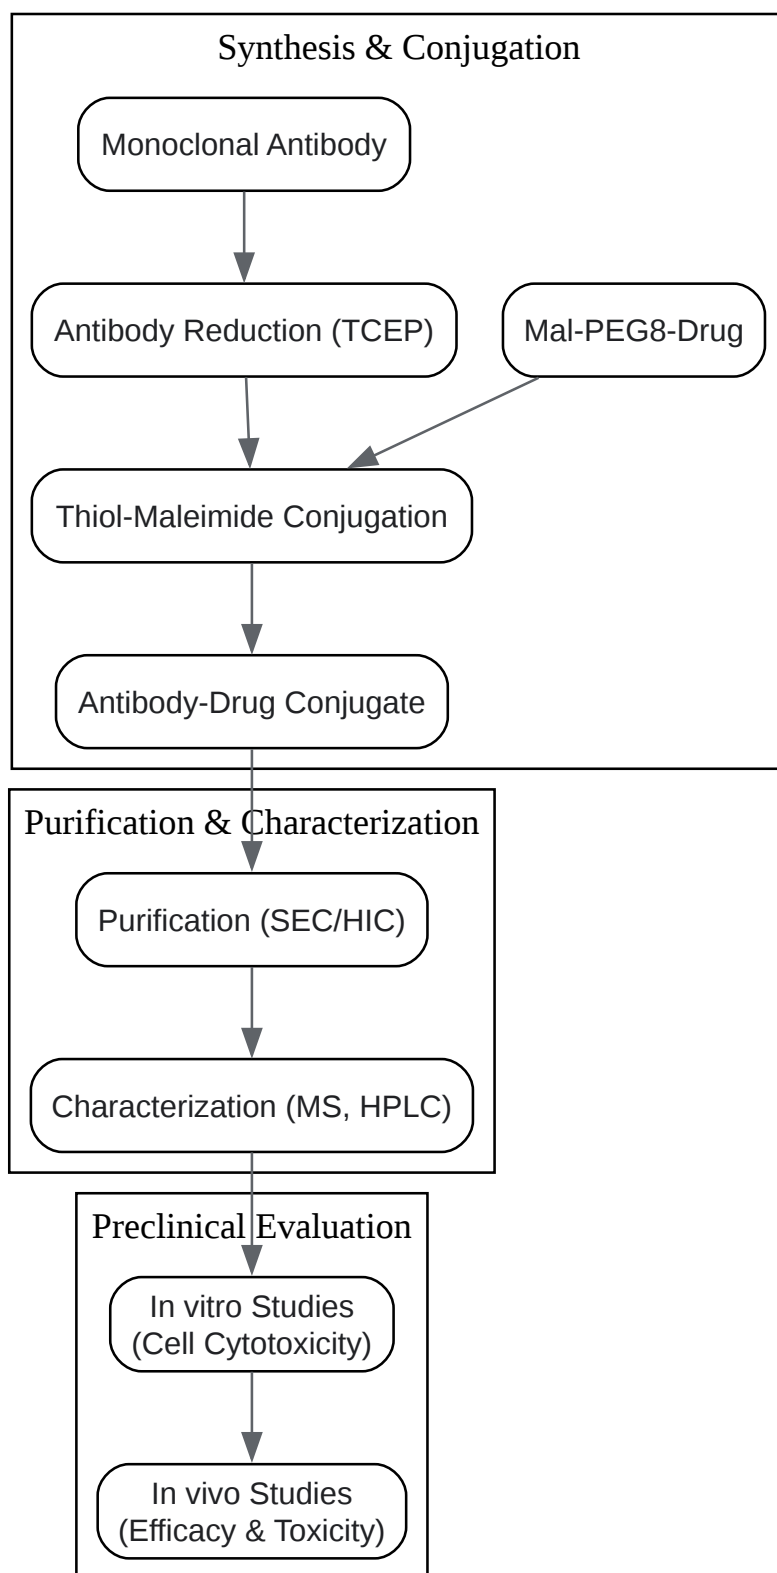 Synthesis & Conjugation
Monoclonal Antibody
Antibody Reduction (TCEP)
Mal-PEG8-Drug
Thiol-Maleimide Conjugation
Antibody-Drug Conjugate
Purification & Characterization
Purification (SEC/HIC)
Characterization (MS, HPLC)
Preclinical Evaluation
In vitro Studies
(Cell Cytotoxicity)
In vivo Studies
(Efficacy & Toxicity)